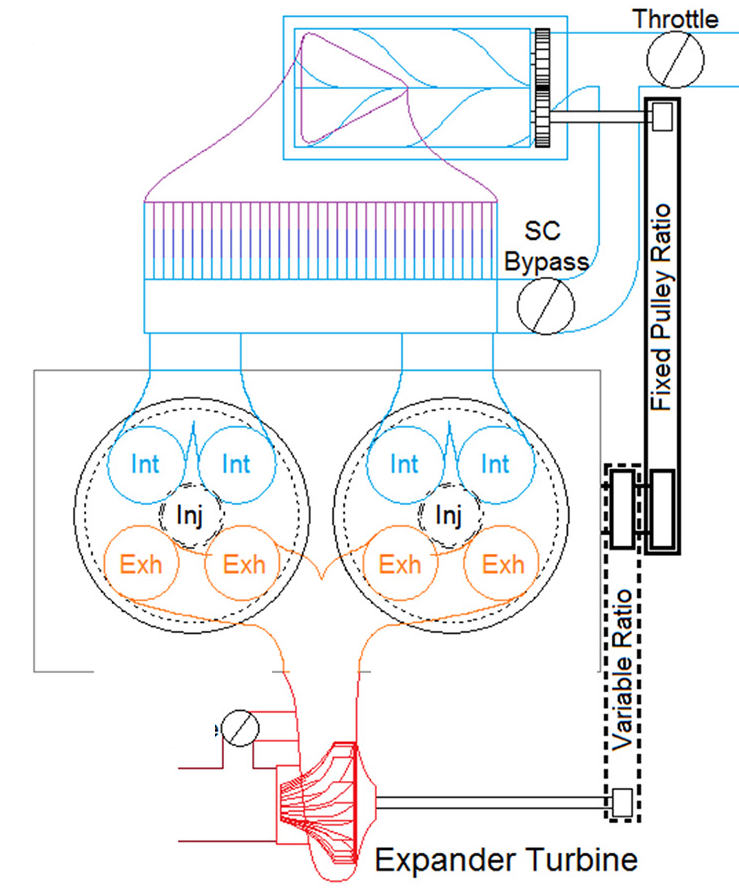 Throttle
SC
Bypass
Fixed Pulley Ratio
Int
Int
Int
Int
Inj
Inj
Exh
Exh
Exh
Exh
Variable Ratio
Expander Turbine